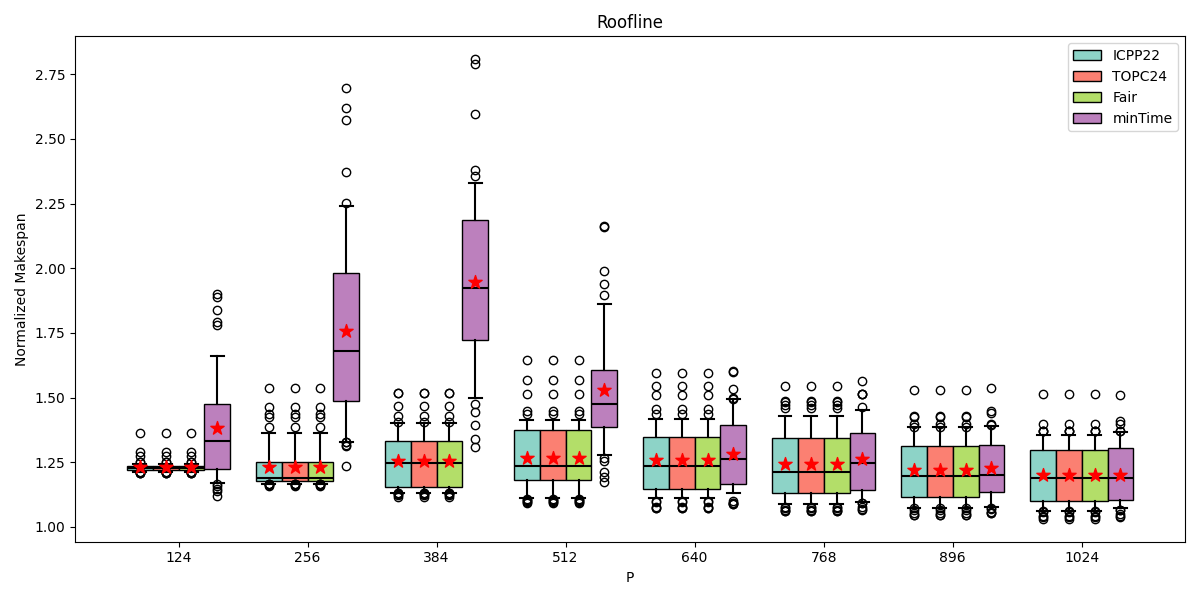 Roofline
ICPP22
TOPC24
Fair
minTime
Normalized Makespan
2.75
2.50
2.25
2.00
1.75
1.50
1.25
1.00
124
256
384
512
640
768
896
1024
P